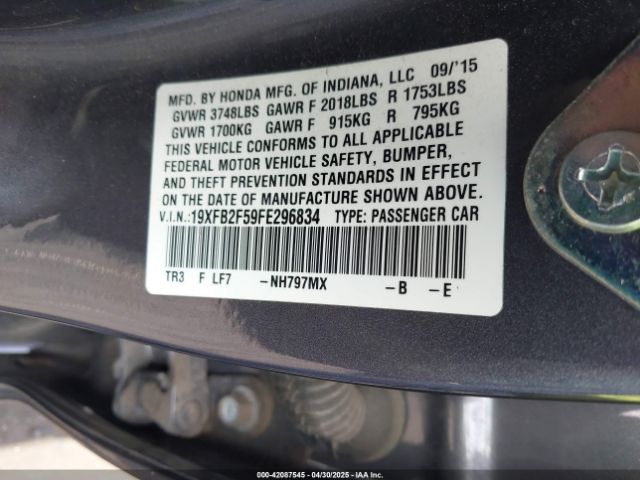 MFD. BY HONDA MFG. OF INDIANA, LLC 09/'15
GVWR 3748LBS GAWR F 2018LBS R 1753LBS
GVWR 1700KG GAWR F 915KG R 795KG
THIS VEHICLE CONFORMS TO ALL APPLICABLE
FEDERAL MOTOR VEHICLE SAFETY, BUMPER,
AND THEFT PREVENTION STANDARDS IN EFFECT
ON THE DATE OF MANUFACTURE SHOWN ABOVE.
V.I.N.:19XFB2F59FE296834 TYPE: PASSENGER CAR
TR3 F LF7 -NH797MX -B -E
000-42087545 - 04/30/2025 - IAAI.COM